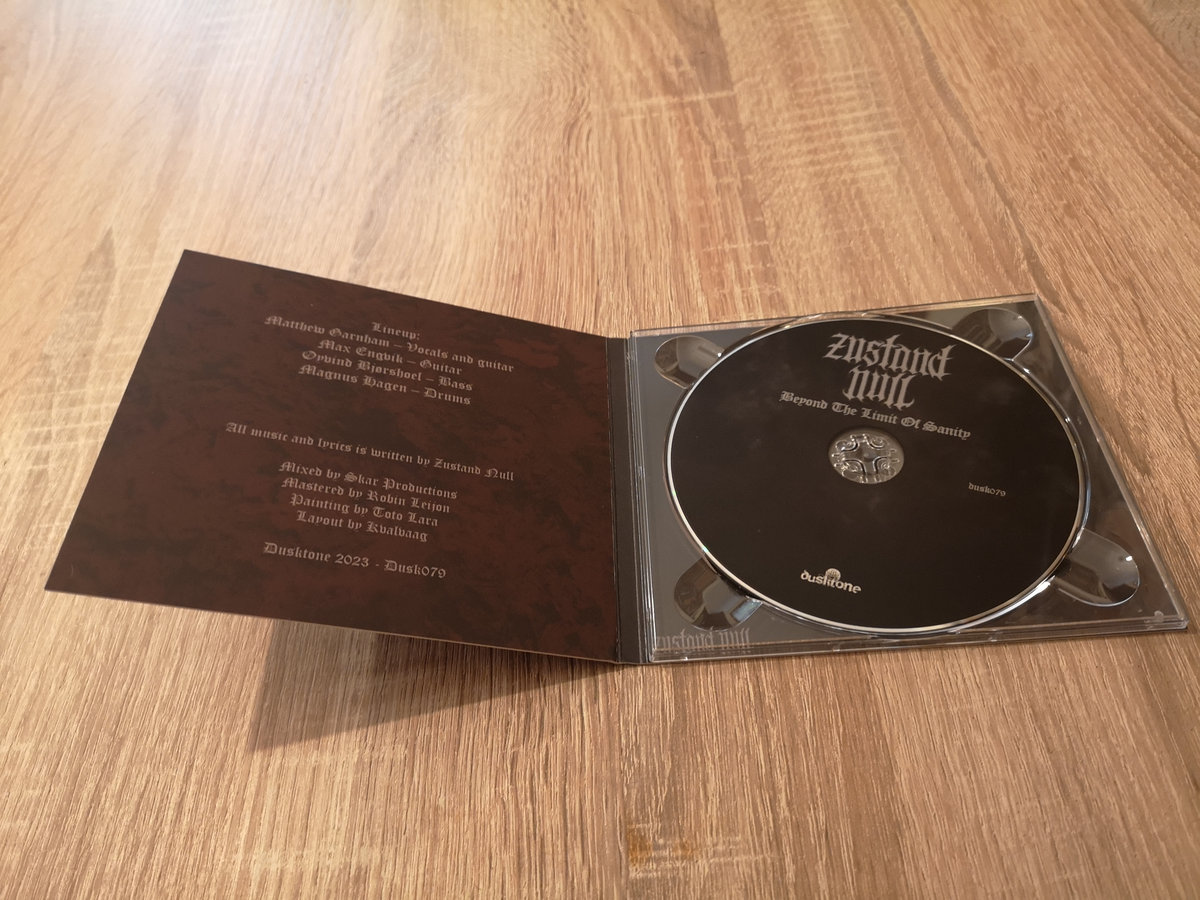 Lineup:
Matthew Garnham – Vocals and guitar
Max Engvik – Guitar
Oyvind Bjørshoel – Bass
Magnus Hagen – Drums
All music and lyrics is written by Zustand Null
Mixed by Skar Productions
Mastered by Robin Leijon
Painting by Toto Lara
Layout by Kvalvaag
Dusktone 2023 - Dusk079
zustand
null
Beyond The Limit Of Sanity
dusk079
dusktone
zustand null